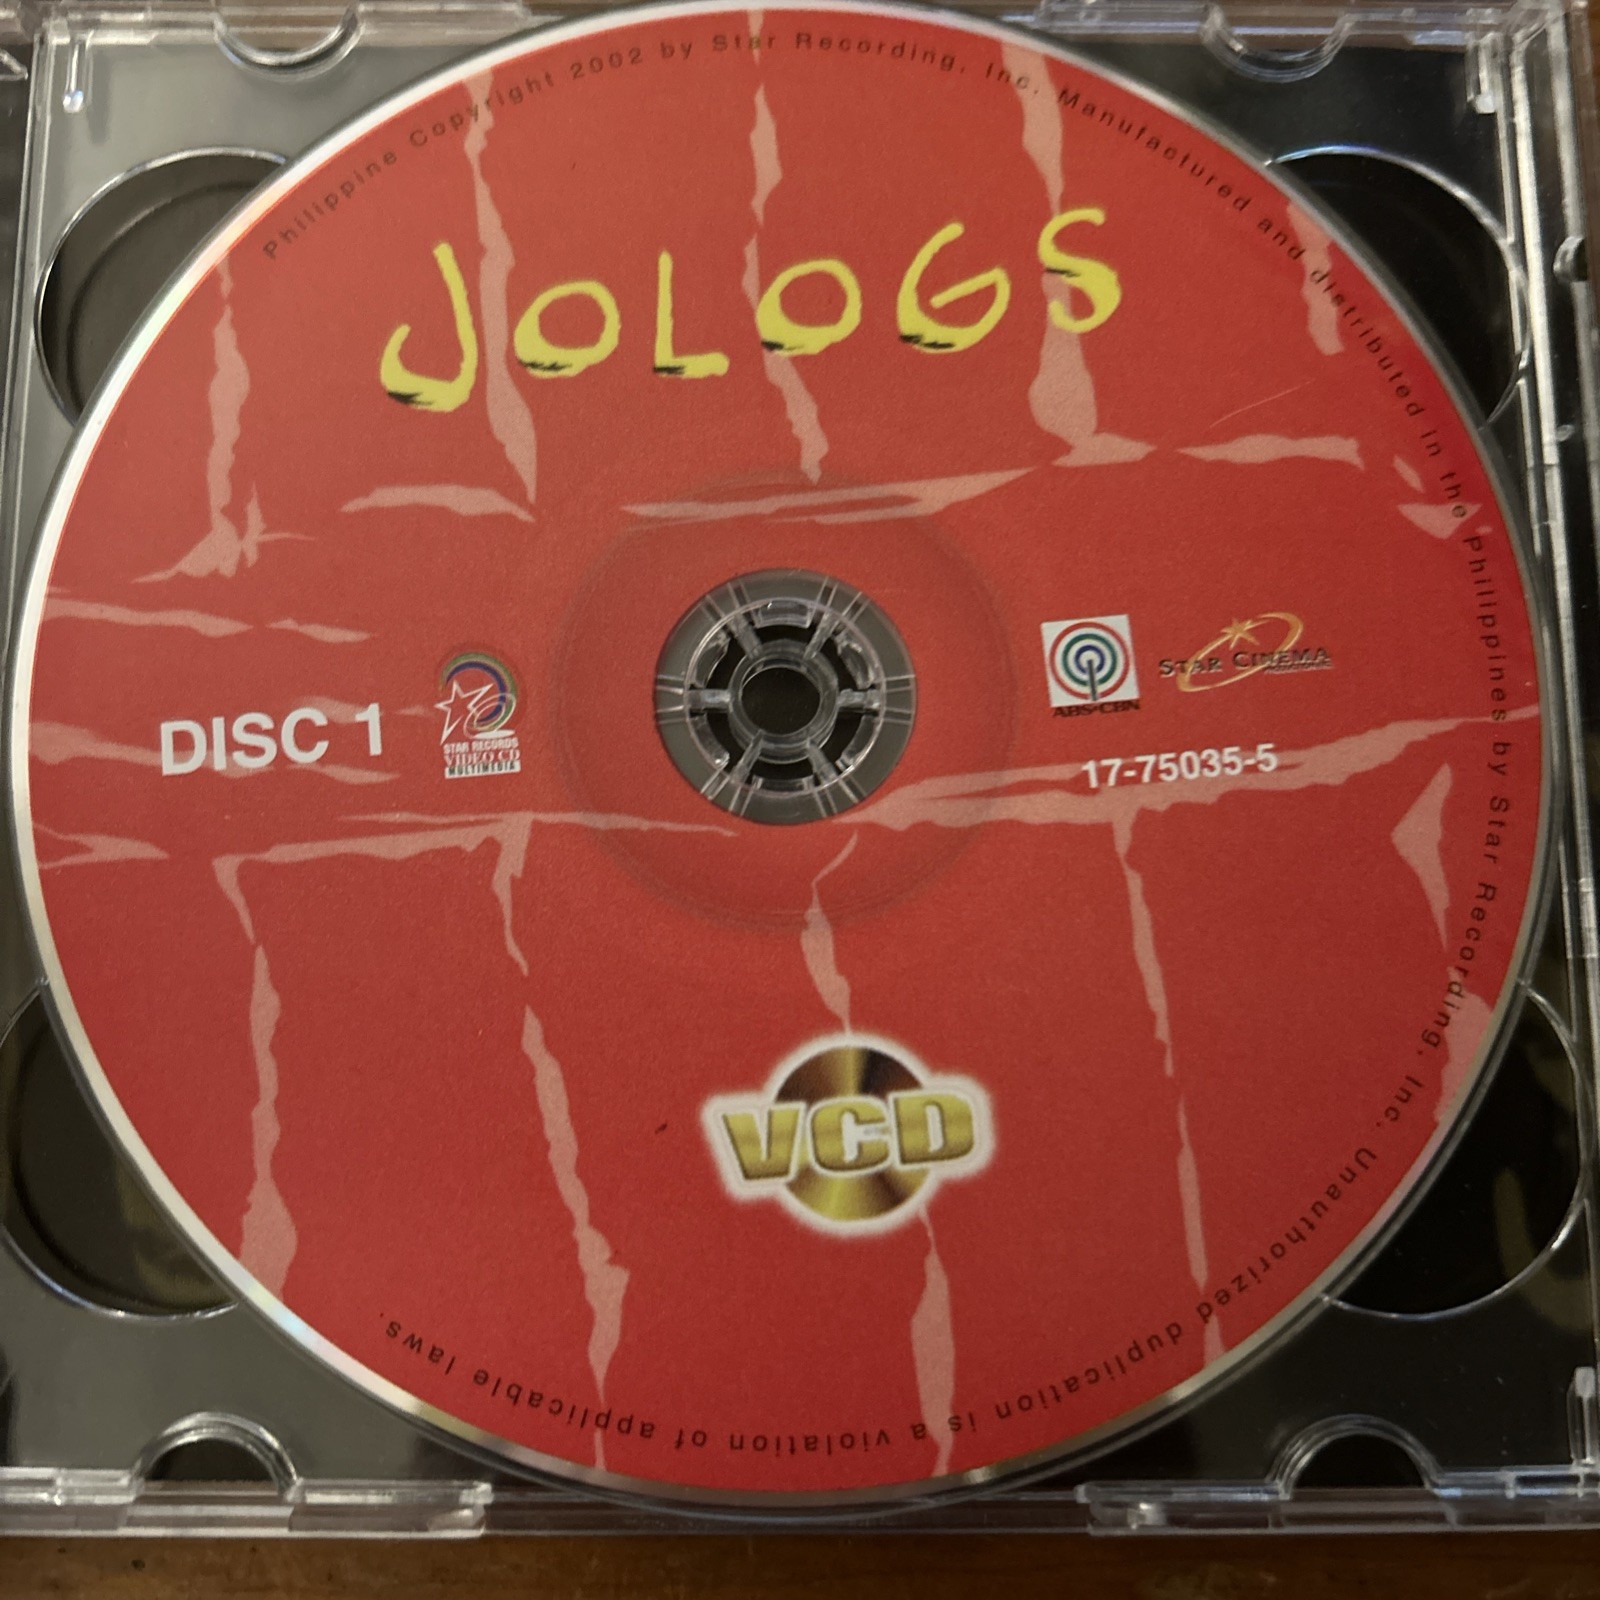 Philippine Copyright 2002 by Star Recording, Inc. Manufactured and distributed in the Philippines by Star Recording, Inc. Unauthorized duplication is a violation of applicable laws.
JOLOGS
DISC 1
STAR RECORDS
VIDEO CD
MULTIMEDIA
ABS-CBN
STAR CINEMA
17-75035-5
VCD